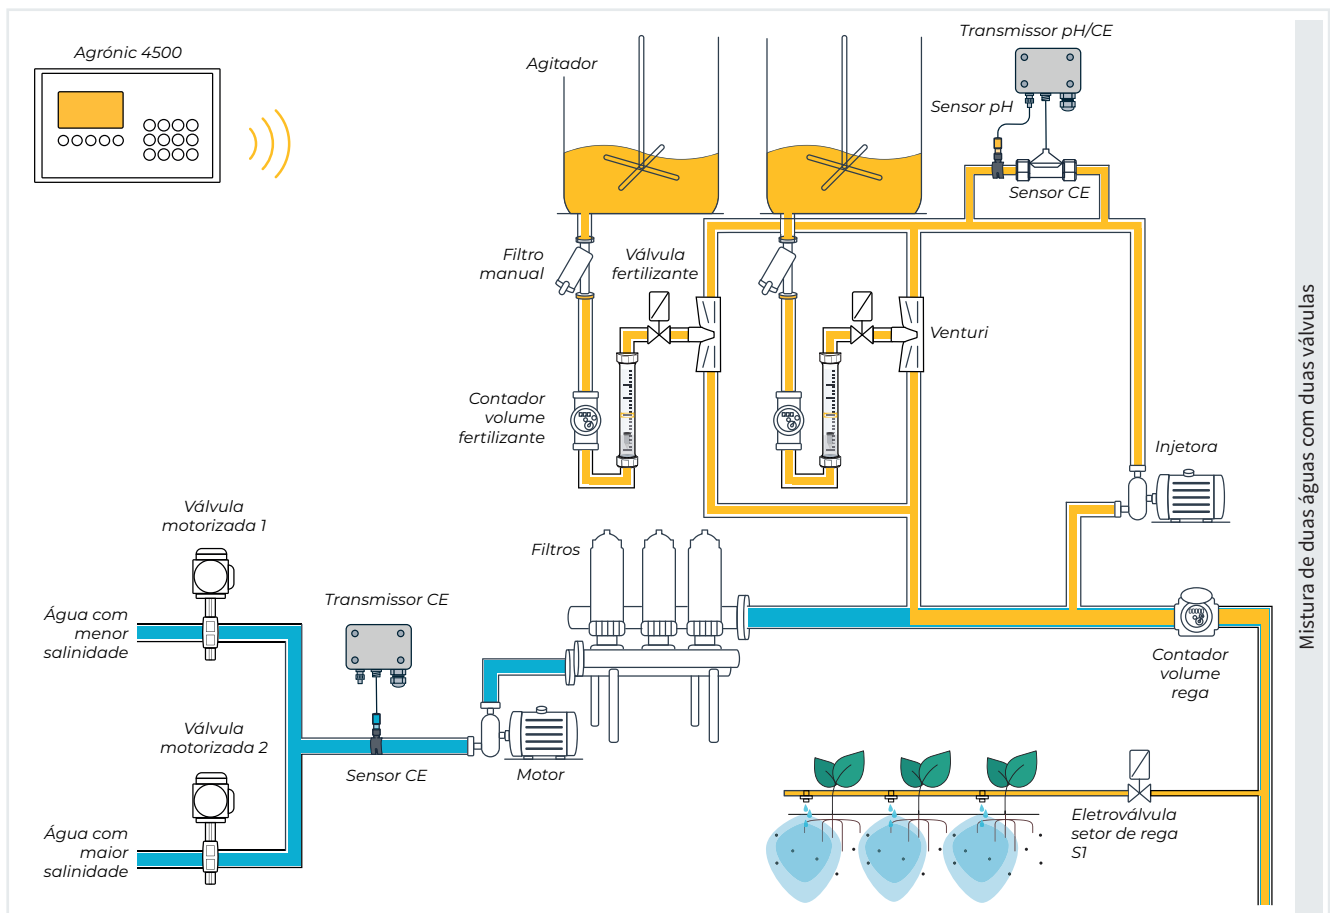 Agrónic 4500
Agitador
Transmissor pH/CE
Sensor pH
Sensor CE
Filtro
manual
Válvula
fertilizante
Venturi
Contador
volume
fertilizante
Injetora
Válvula
motorizada 1
Filtros
Água com
menor
salinidade
Transmissor CE
Contador
volume
rega
Válvula
motorizada 2
Sensor CE
Motor
Água com
maior
salinidade
Eletroválvula
setor de rega
S1
Mistura de duas águas com duas válvulas